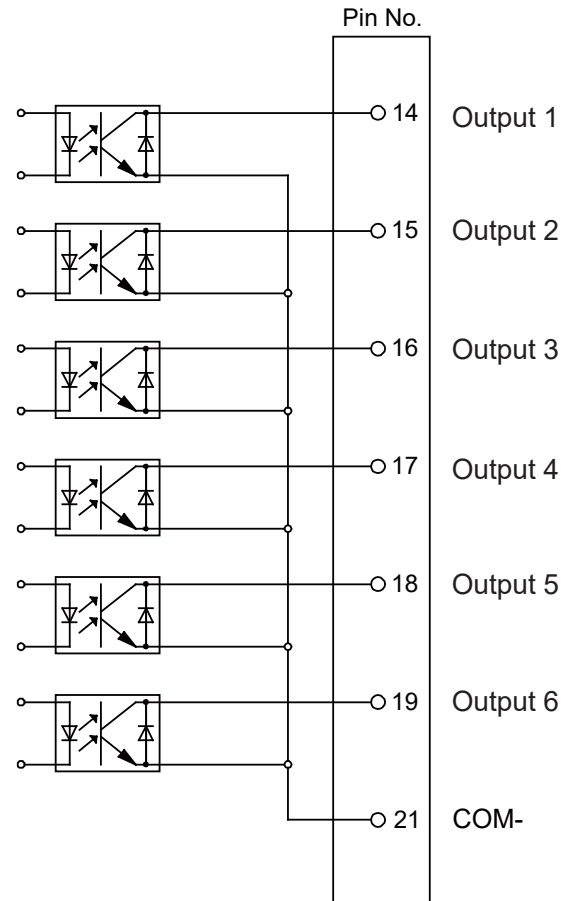 Pin No.
14 Output 1
15 Output 2
16 Output 3
17 Output 4
18 Output 5
19 Output 6
21 COM-